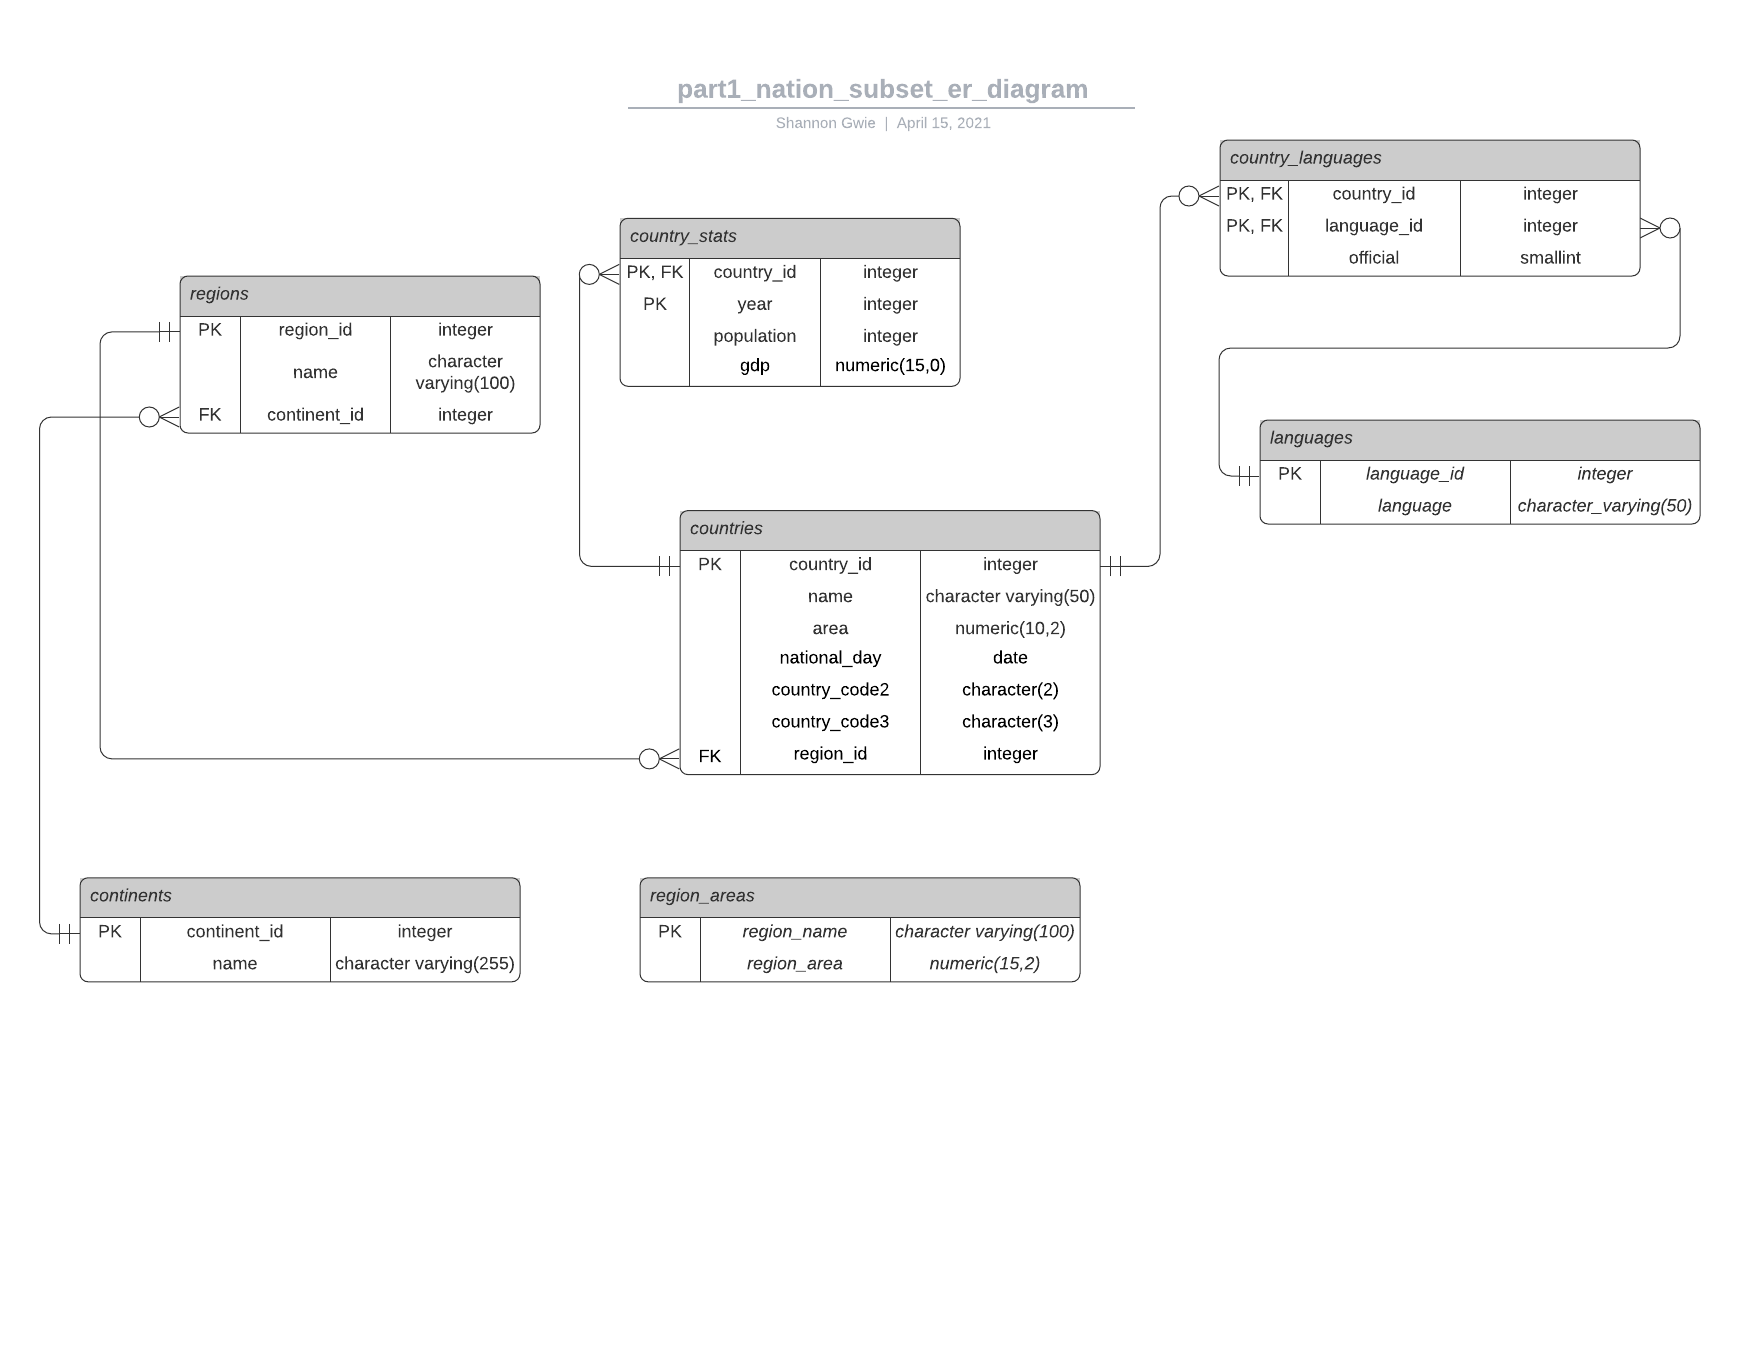 part1_nation_subset_er_diagram
Shannon Gwie | April 15, 2021
country_languages
PK, FK country_id integer
PK, FK language_id integer
official smallint
country_stats
PK, FK country_id integer
PK year integer
population integer
gdp numeric(15,0)
regions
PK region_id integer
name character
varying(100)
FK continent_id integer
languages
PK language_id integer
language character_varying(50)
countries
PK country_id integer
name character varying(50)
area numeric(10,2)
national_day date
country_code2 character(2)
country_code3 character(3)
FK region_id integer
continents
PK continent_id integer
name character varying(255)
region_areas
PK region_name character varying(100)
region_area numeric(15,2)